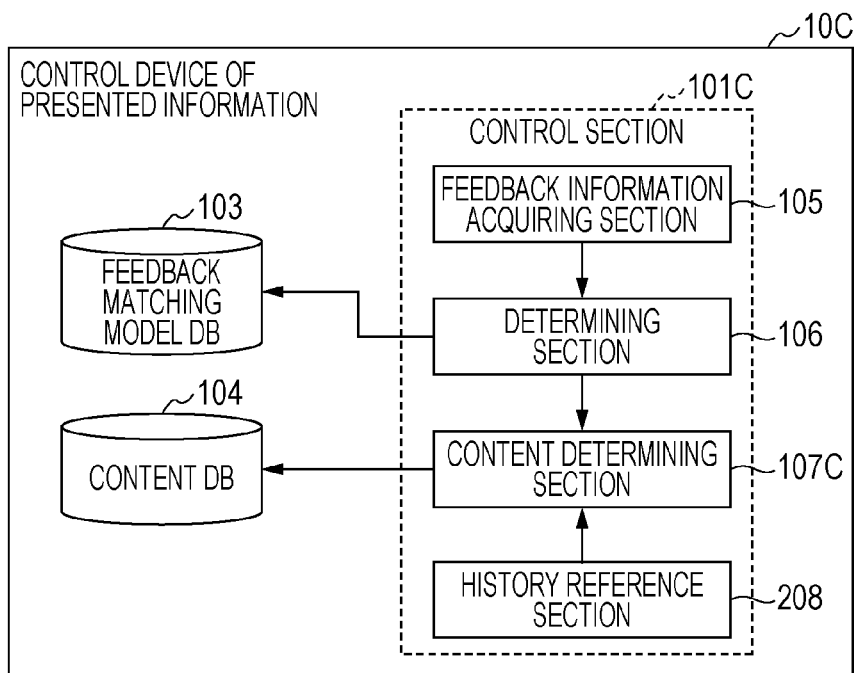 10C
CONTROL DEVICE OF
PRESENTED INFORMATION
101C
CONTROL SECTION
FEEDBACK INFORMATION
ACQUIRING SECTION
105
103
FEEDBACK
MATCHING
MODEL DB
DETERMINING
SECTION
106
104
CONTENT DB
CONTENT DETERMINING
SECTION
107C
HISTORY REFERENCE
SECTION
208